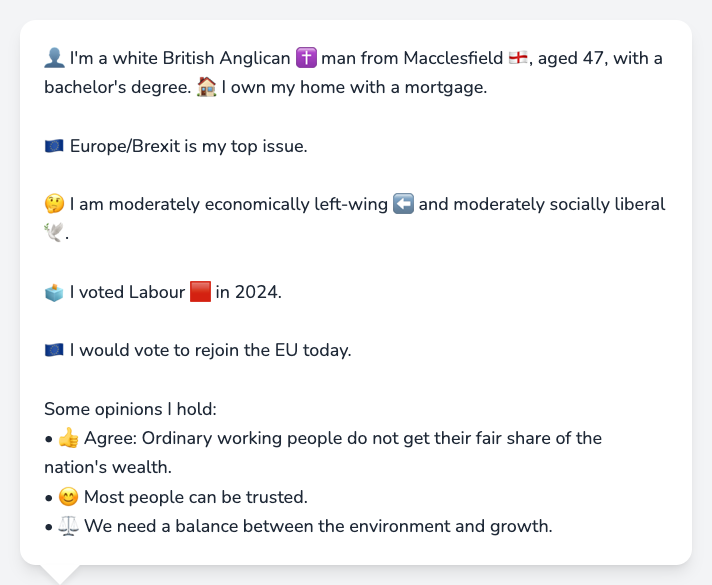 👤 I'm a white British Anglican ✝️ man from Macclesfield 🏴󠁧󠁢󠁥󠁮󠁧󠁿, aged 47, with a
bachelor's degree. 🏠 I own my home with a mortgage.
🇪🇺 Europe/Brexit is my top issue.
🤔 I am moderately economically left-wing ⬅️ and moderately socially liberal
🕊️.
🗳️ I voted Labour 🟥 in 2024.
🇪🇺 I would vote to rejoin the EU today.
Some opinions I hold:
• 👍 Agree: Ordinary working people do not get their fair share of the
nation's wealth.
• 😊 Most people can be trusted.
• ⚖️ We need a balance between the environment and growth.